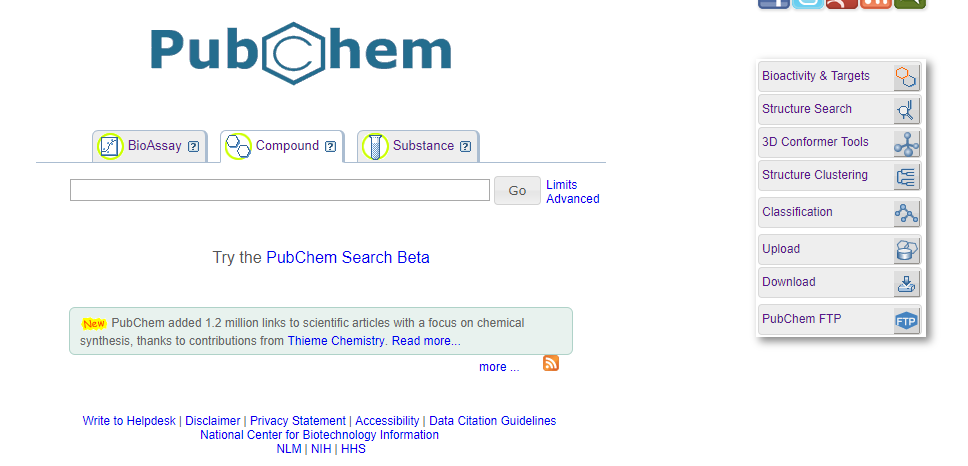 PubChem
BioAssay ?
Compound ?
Substance ?
Go
Limits
Advanced
Try the PubChem Search Beta
New PubChem added 1.2 million links to scientific articles with a focus on chemical
synthesis, thanks to contributions from Thieme Chemistry. Read more...
more ...
Write to Helpdesk | Disclaimer | Privacy Statement | Accessibility | Data Citation Guidelines
National Center for Biotechnology Information
NLM | NIH | HHS
Bioactivity & Targets
Structure Search
3D Conformer Tools
Structure Clustering
Classification
Upload
Download
PubChem FTP
FTP